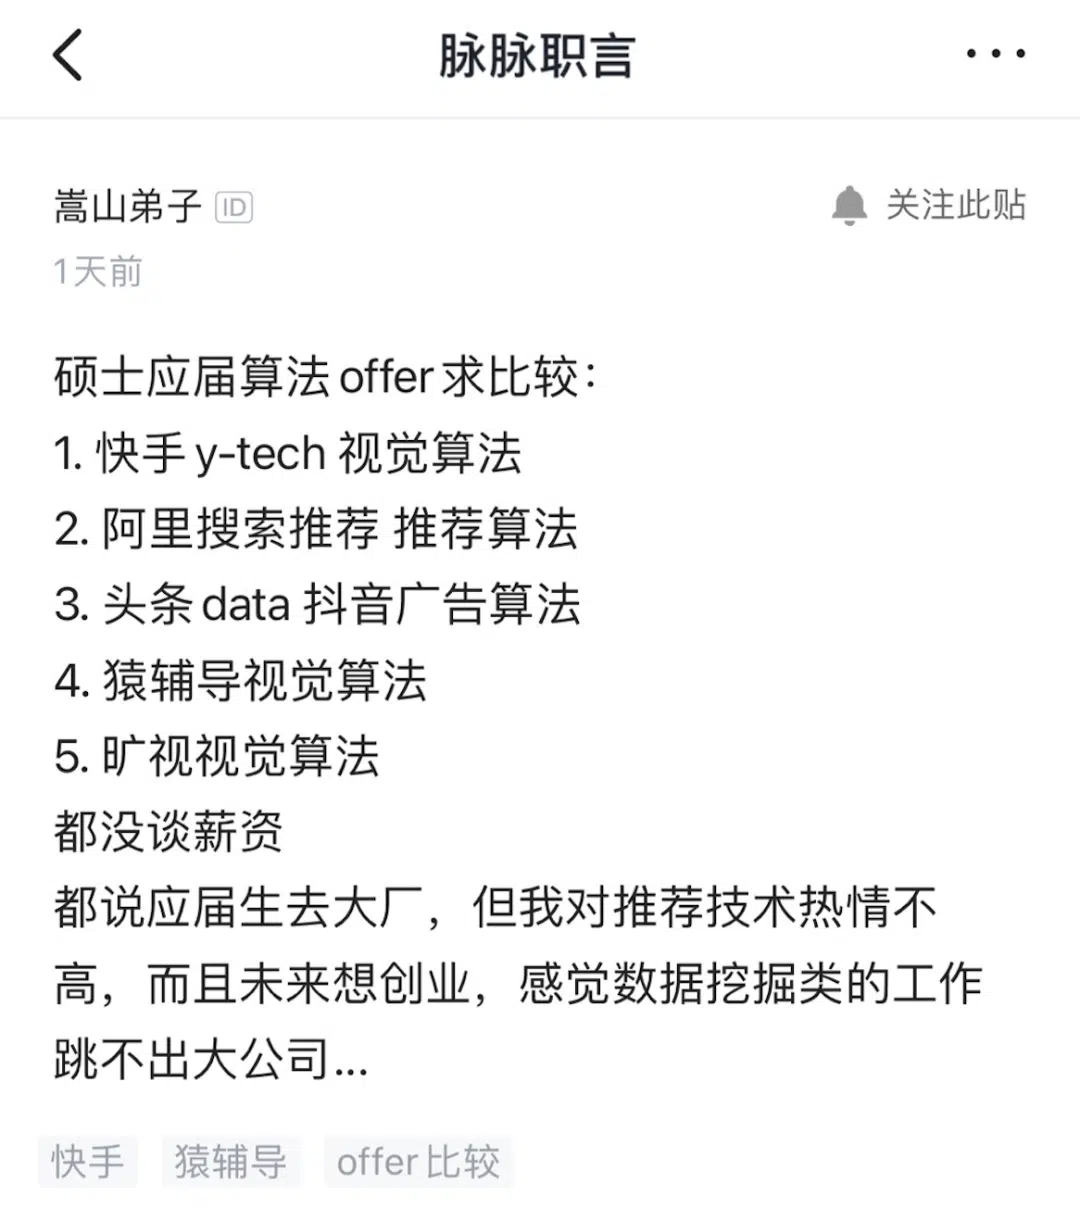 脉脉职言
嵩山弟子 ID
关注此贴
1天前
硕士应届算法offer求比较：
1. 快手y-tech 视觉算法
2. 阿里搜索推荐 推荐算法
3. 头条data 抖音广告算法
4. 猿辅导视觉算法
5. 旷视视觉算法
都没谈薪资
都说应届生去大厂，但我对推荐技术热情不
高，而且未来想创业，感觉数据挖掘类的工作
跳不出大公司...
快手 猿辅导 offer比较